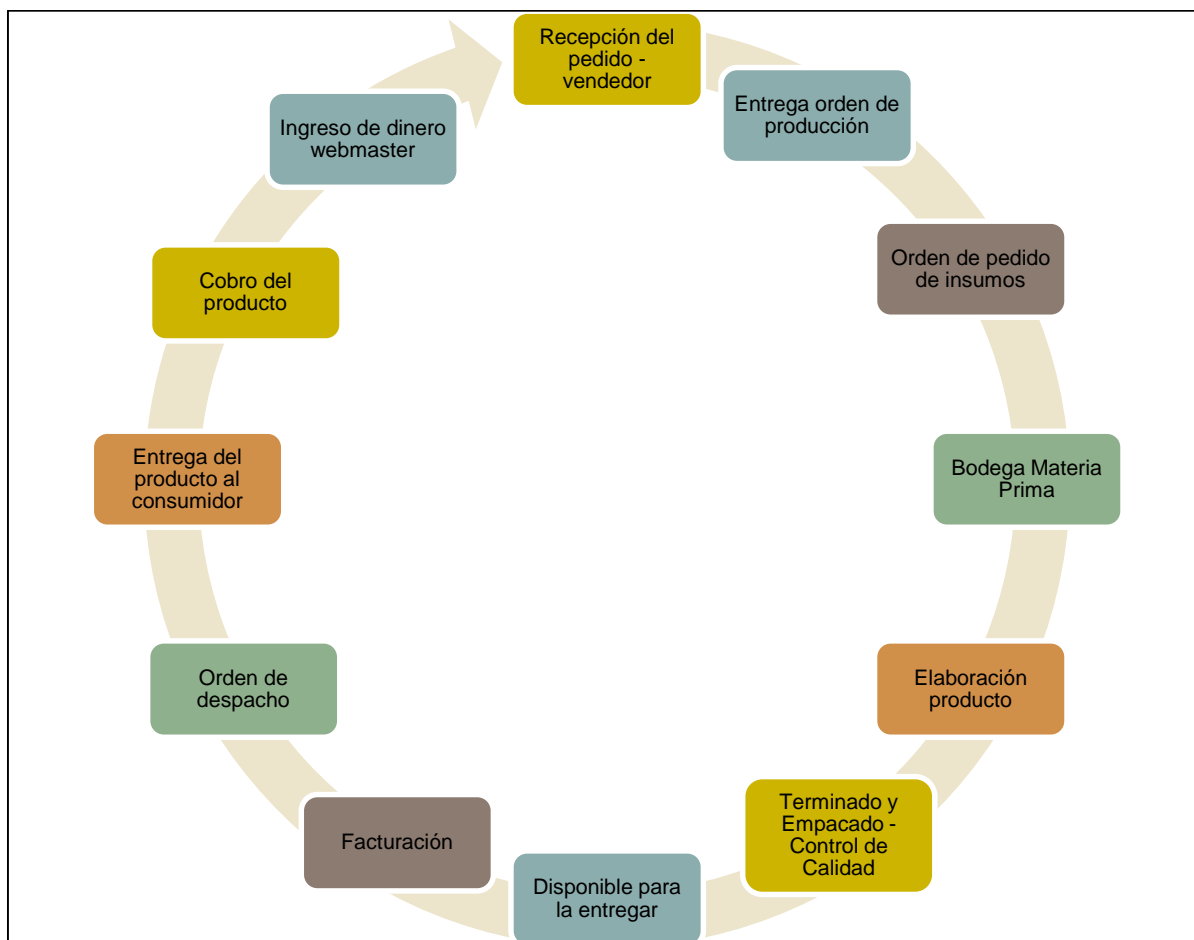 Recepción del
pedido -
vendedor
Entrega orden de
producción
Orden de pedido
de insumos
Bodega Materia
Prima
Elaboración
producto
Terminado y
Empacado -
Control de
Calidad
Disponible para
la entregar
Facturación
Orden de
despacho
Entrega del
producto al
consumidor
Cobro del
producto
Ingreso de dinero
webmaster